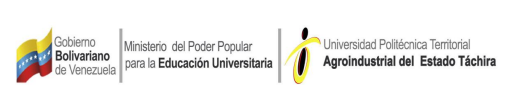 Gobierno
Bolivariano
de Venezuela
Ministerio del Poder Popular
para la Educación Universitaria
Universidad Politécnica Territorial
Agroindustrial del Estado Táchira